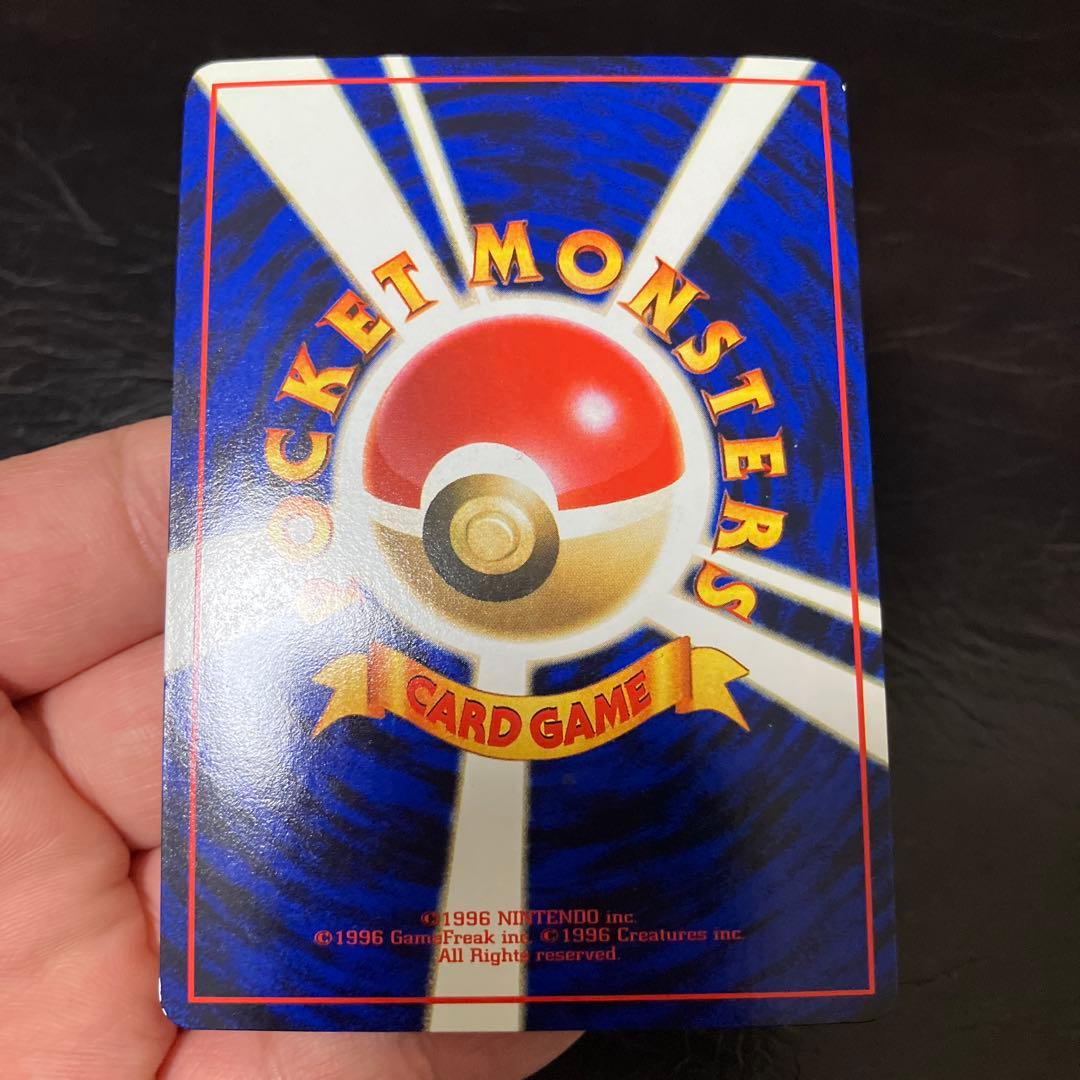 POCKET MONSTERS
CARD GAME
©1996 NINTENDO inc.
©1996 GameFreak inc. ©1996 Creatures inc.
All Rights reserved.